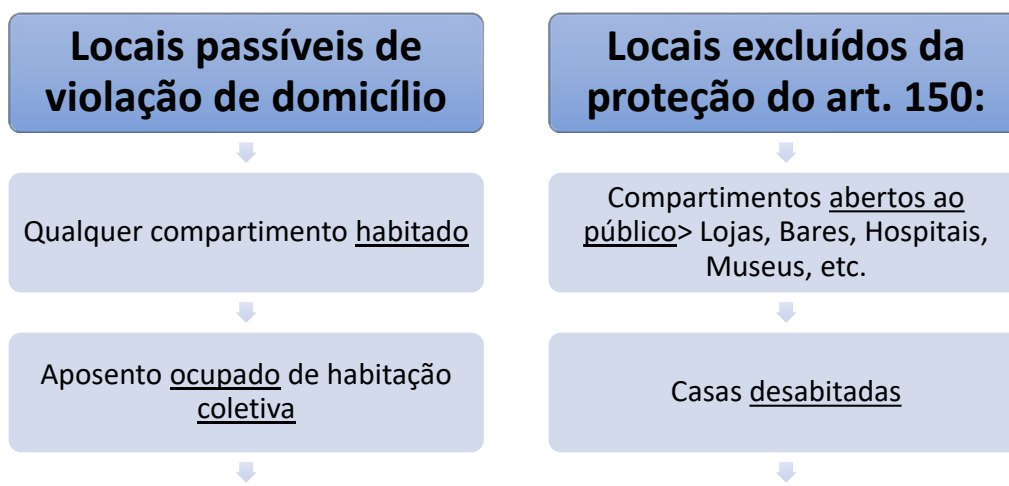 Locais passíveis de
violação de domicílio
Qualquer compartimento habitado
Aposento ocupado de habitação
coletiva
Locais excluídos da
proteção do art. 150:
Compartimentos abertos ao
público> Lojas, Bares, Hospitais,
Museus, etc.
Casas desabitadas